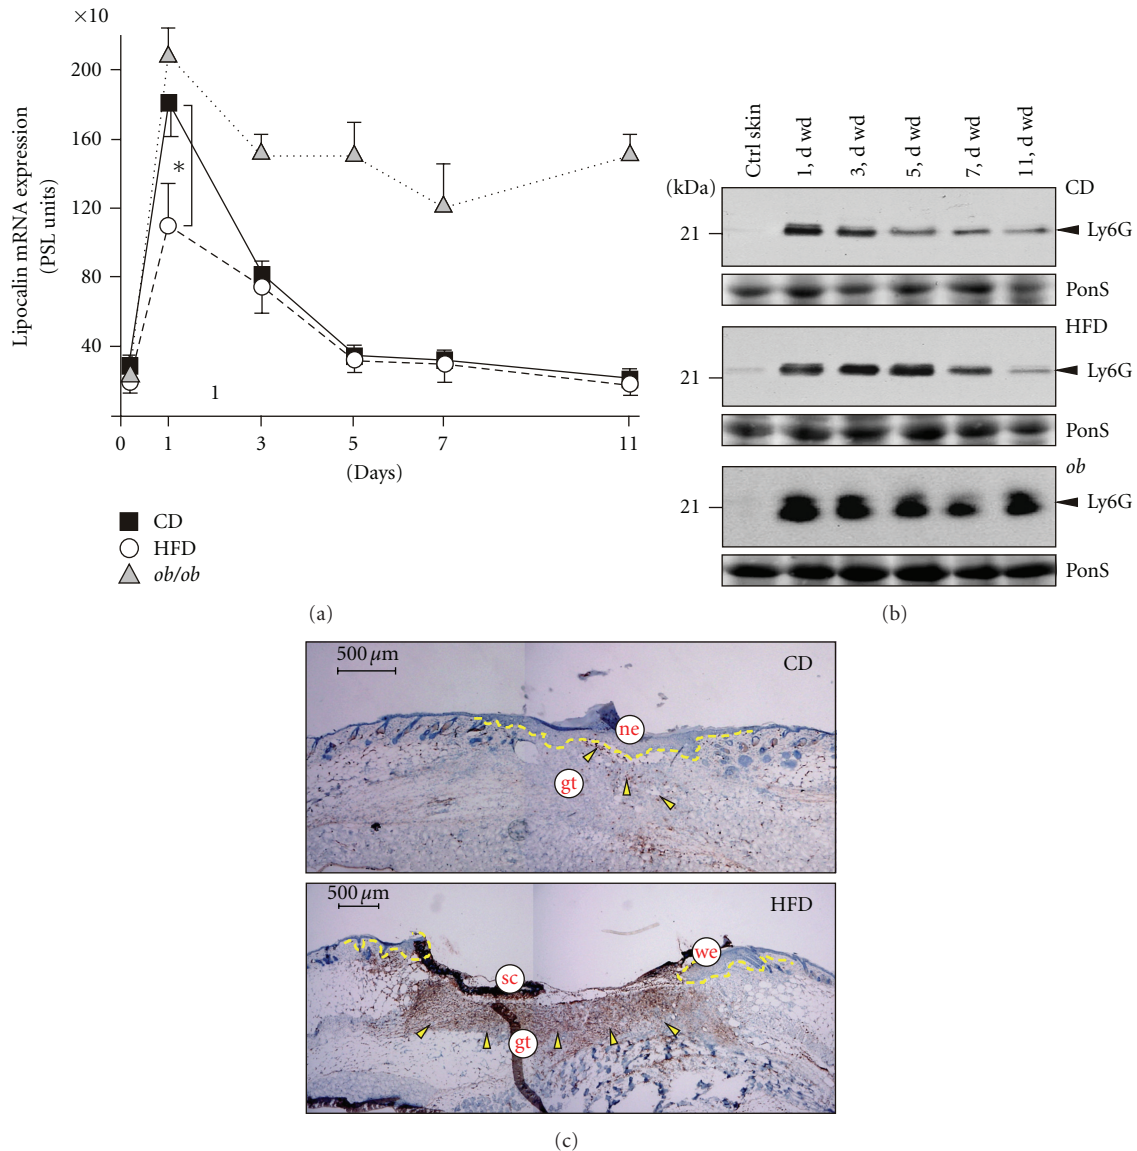 ×10
200
160
120
80
40
Lipocalin mRNA expression
(PSL units)
*
1
0
1
3
5
7
11
(Days)
CD
HFD
ob/ob
(a)
Ctrl skin
1, d wd
3, d wd
5, d wd
7, d wd
11, d wd
(kDa)
CD
21
Ly6G
PonS
HFD
21
Ly6G
PonS
ob
21
Ly6G
PonS
(b)
500 µm
CD
ne
gt
500 µm
HFD
we
sc
gt
(c)